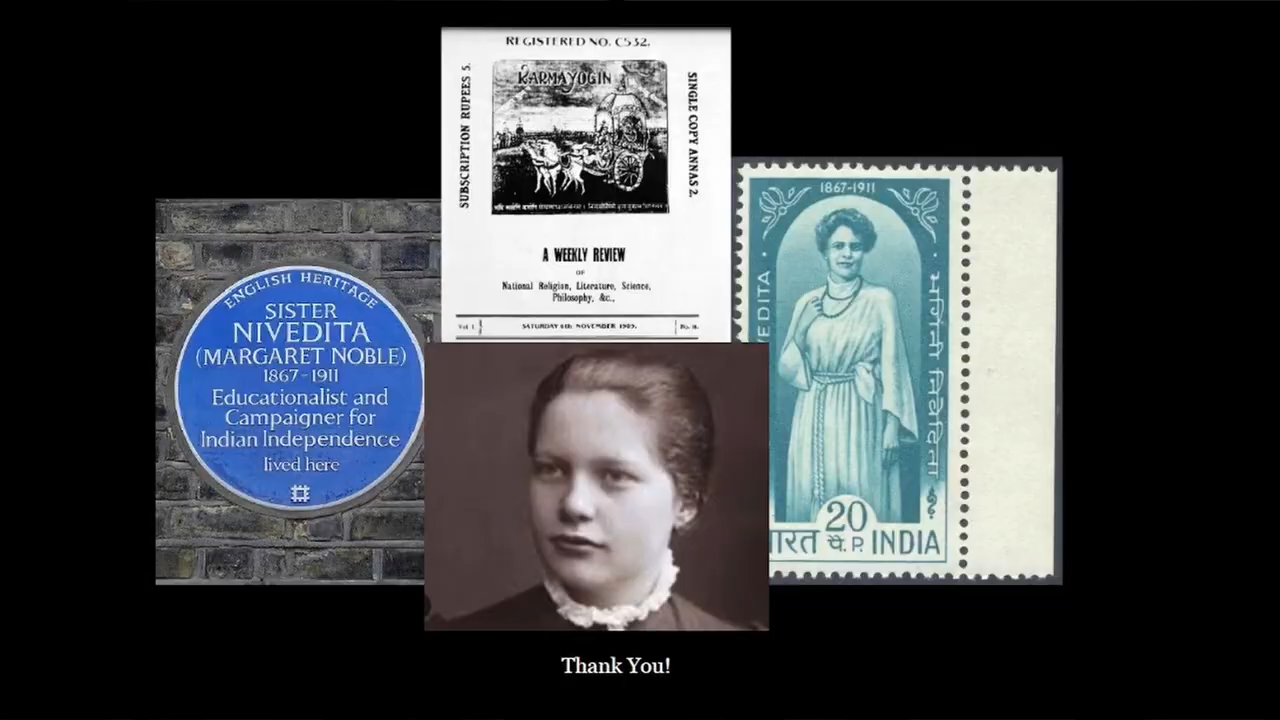 REGISTERED NO. C532.
SUBSCRIPTION RUPEES 5.
KARMAYOGIN
SINGLE COPY ANNAS 2.
A WEEKLY REVIEW
OF
National Religion, Literature, Science,
Philosophy, &c.,
SATURDAY 6th NOVEMBER 1909.
ENGLISH HERITAGE
SISTER
NIVEDITA
(MARGARET NOBLE)
1867-1911
Educationalist and
Campaigner for
Indian Independence
lived here
1867-1911
EDITA
भगिनी निवेदिता
20
ारत पै. P. INDIA
Thank You!